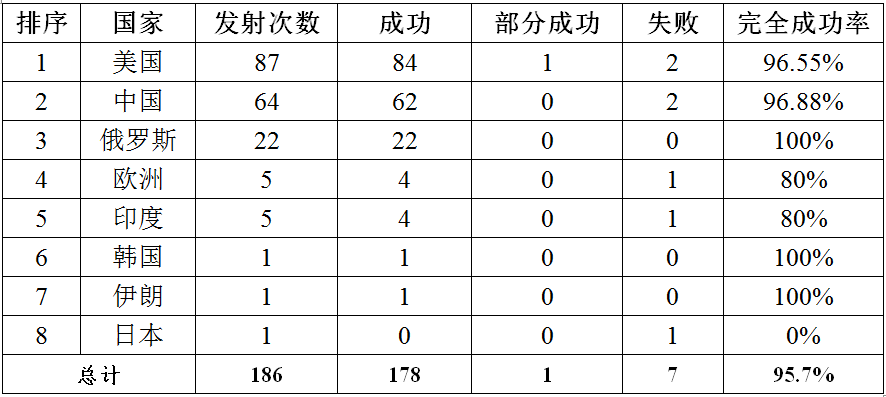 排序 国家 发射次数 成功 部分成功 失败 完全成功率
1 美国 87 84 1 2 96.55%
2 中国 64 62 0 2 96.88%
3 俄罗斯 22 22 0 0 100%
4 欧洲 5 4 0 1 80%
5 印度 5 4 0 1 80%
6 韩国 1 1 0 0 100%
7 伊朗 1 1 0 0 100%
8 日本 1 0 0 1 0%
总计 186 178 1 7 95.7%